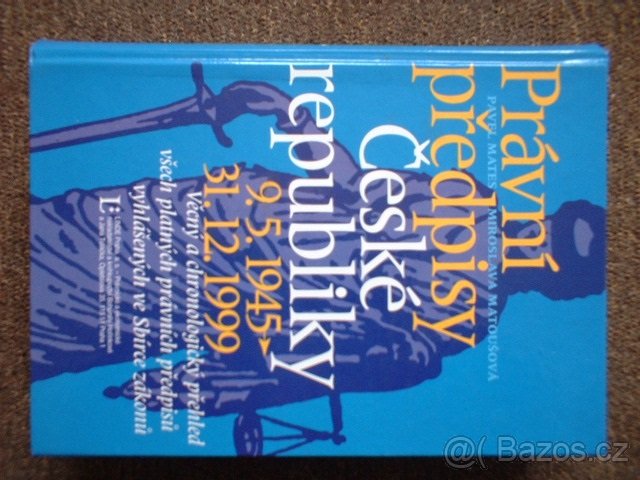 PAVEL MATES MIROSLAVA MATOUŠOVÁ
Právní
předpisy
České
republiky
9. 5. 1945→
31. 12. 1999
Věcný a chronologický přehled
všech platných právních předpisů
vyhlášených ve Sbírce zákonů
L:
@( Bazos.cz